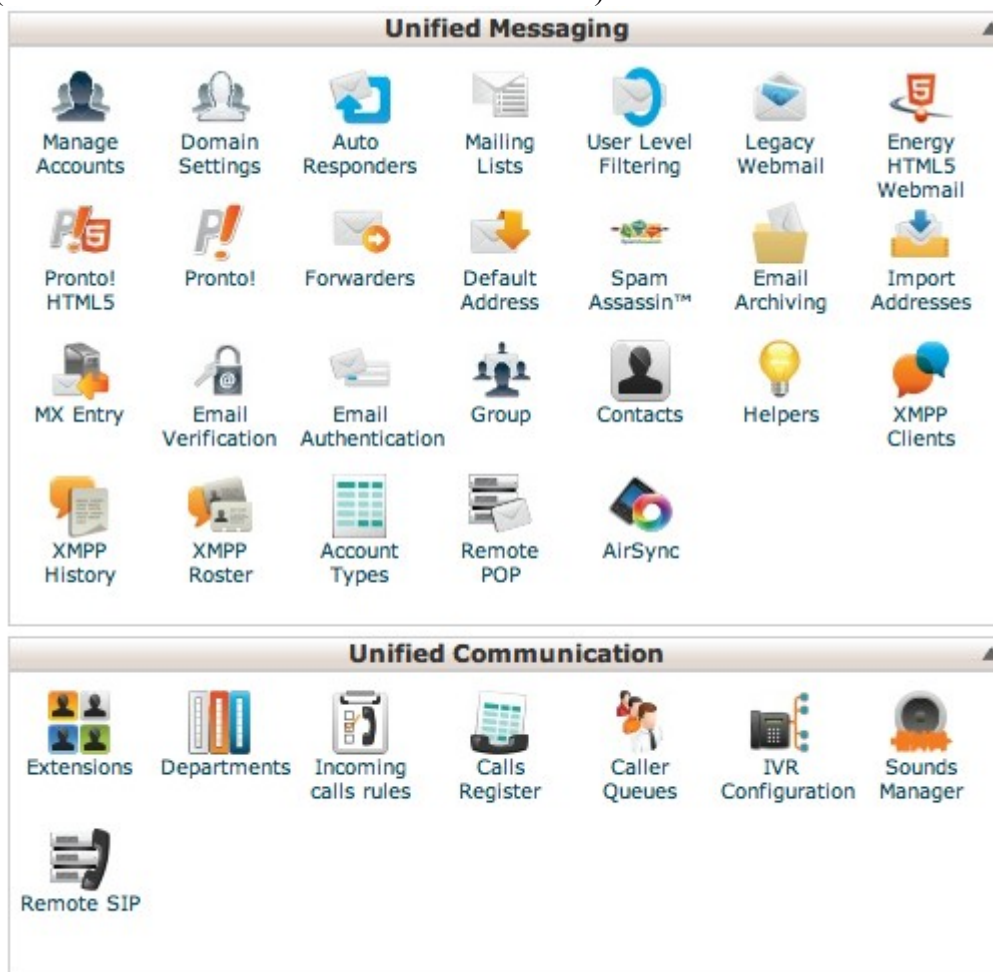 Unified Messaging
Manage Accounts
Domain Settings
Auto Responders
Mailing Lists
User Level Filtering
Legacy Webmail
Energy HTML5 Webmail
Pronto! HTML5
Pronto!
Forwarders
Default Address
Spam Assassin™
Email Archiving
Import Addresses
MX Entry
Email Verification
Email Authentication
Group
Contacts
Helpers
XMPP Clients
XMPP History
XMPP Roster
Account Types
Remote POP
AirSync
Unified Communication
Extensions
Departments
Incoming calls rules
Calls Register
Caller Queues
IVR Configuration
Sounds Manager
Remote SIP